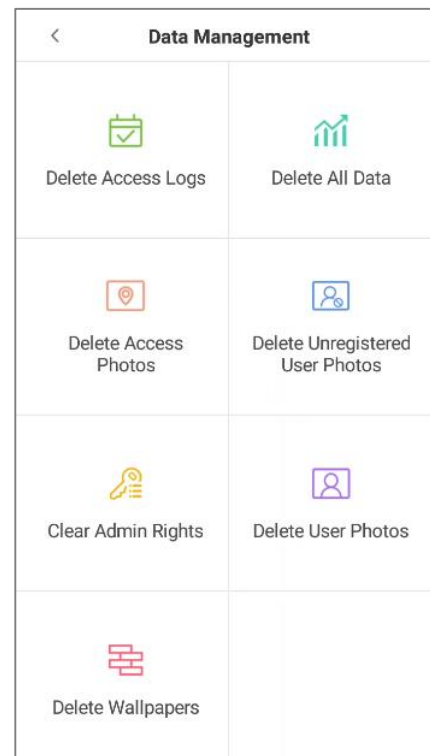 Data Management
Delete Access Logs
Delete All Data
Delete Access
Photos
Delete Unregistered
User Photos
Clear Admin Rights
Delete User Photos
Delete Wallpapers